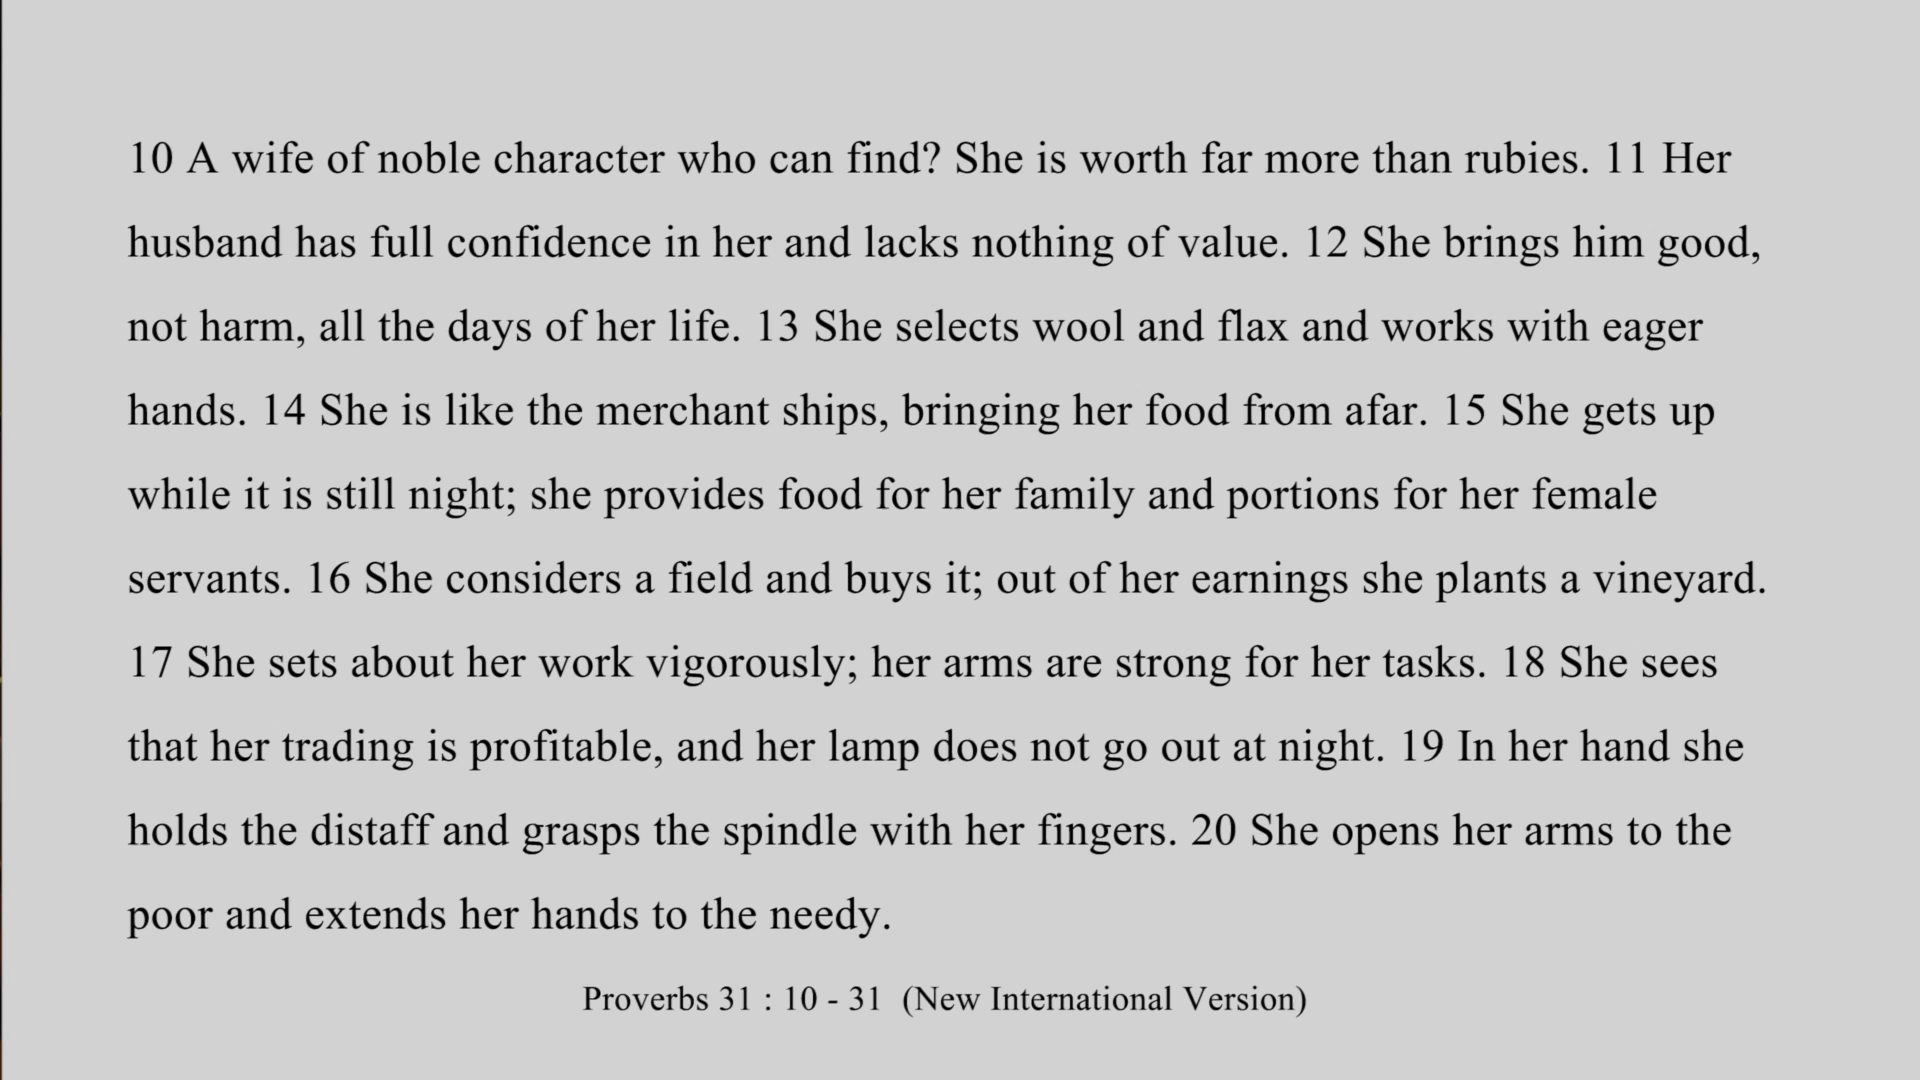 10 A wife of noble character who can find? She is worth far more than rubies. 11 Her
husband has full confidence in her and lacks nothing of value. 12 She brings him good,
not harm, all the days of her life. 13 She selects wool and flax and works with eager
hands. 14 She is like the merchant ships, bringing her food from afar. 15 She gets up
while it is still night; she provides food for her family and portions for her female
servants. 16 She considers a field and buys it; out of her earnings she plants a vineyard.
17 She sets about her work vigorously; her arms are strong for her tasks. 18 She sees
that her trading is profitable, and her lamp does not go out at night. 19 In her hand she
holds the distaff and grasps the spindle with her fingers. 20 She opens her arms to the
poor and extends her hands to the needy.
Proverbs 31 : 10 - 31 (New International Version)